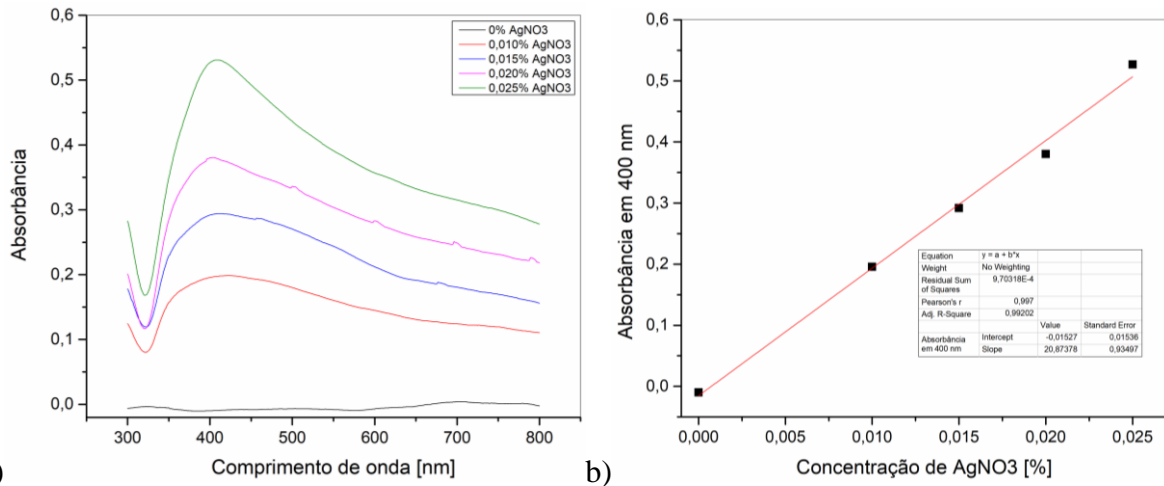 0,6
0,5
0,4
0,3
0,2
0,1
0,0
Absorbância
0% AgNO3
0,010% AgNO3
0,015% AgNO3
0,020% AgNO3
0,025% AgNO3
300 400 500 600 700 800
Comprimento de onda [nm]
)
b)
0,6
0,5
0,4
0,3
0,2
0,1
0,0
Absorbância em 400 nm
Equation y = a + b*x
Weight No Weighting
Residual Sum of Squares 9,70318E-4
Pearson's r 0,997
Adj. R-Square 0,99202
Value Standard Error
Absorbância em 400 nm Intercept -0,01527 0,01536
Slope 20,87378 0,93497
0,000 0,005 0,010 0,015 0,020 0,025
Concentração de AgNO3 [%]